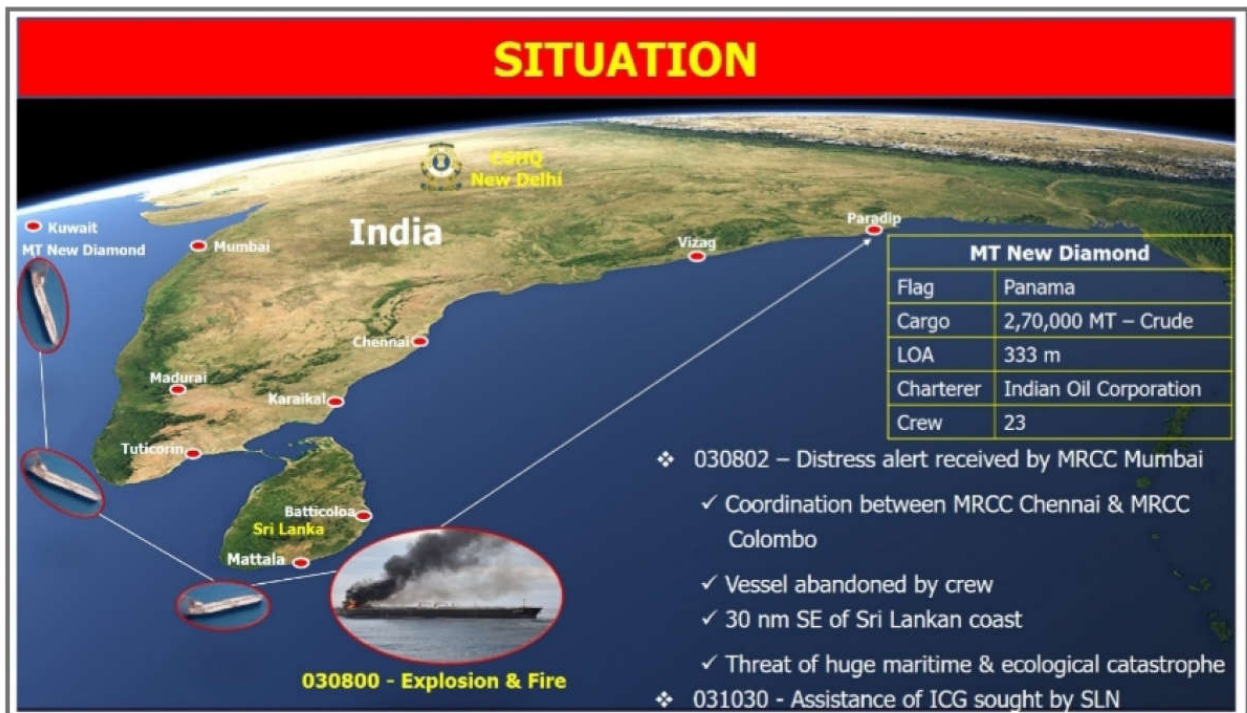 SITUATION
CGHQ
New Delhi
Kuwait
MT New Diamond
Mumbai
India
Paradip
Vizag
Chennai
Madurai
Karaikal
Tuticorin
Batticoloa
Sri Lanka
Mattala
030800 - Explosion & Fire
MT New Diamond
Flag Panama
Cargo 2,70,000 MT – Crude
LOA 333 m
Charterer Indian Oil Corporation
Crew 23
❖ 030802 – Distress alert received by MRCC Mumbai
✓ Coordination between MRCC Chennai & MRCC
Colombo
✓ Vessel abandoned by crew
✓ 30 nm SE of Sri Lankan coast
✓ Threat of huge maritime & ecological catastrophe
❖ 031030 - Assistance of ICG sought by SLN